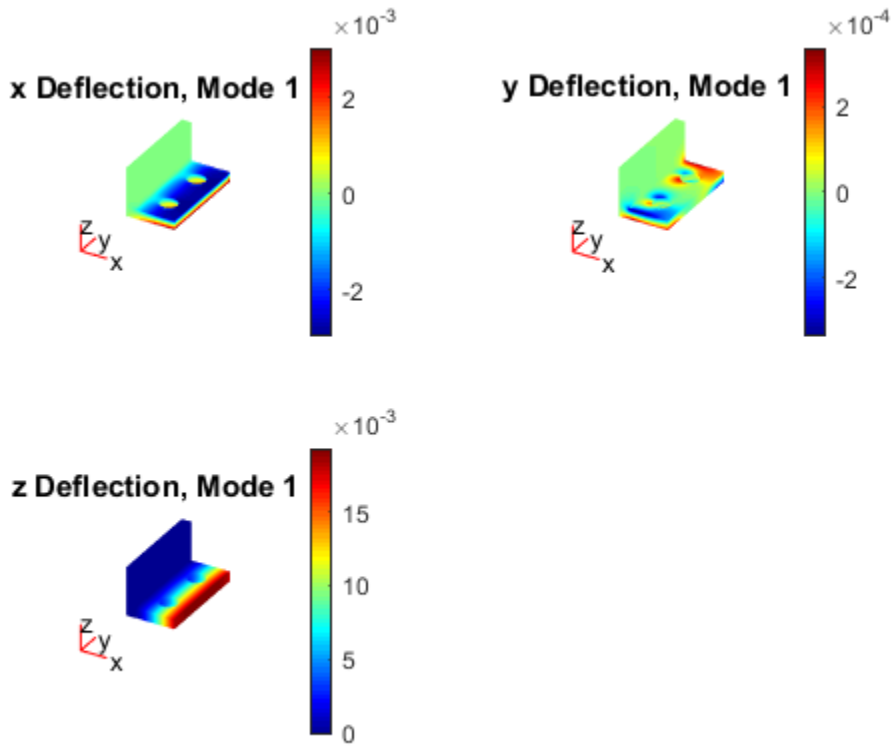 ×10⁻³
x Deflection, Mode 1
2
0
-2
z
y
x
×10⁻⁴
y Deflection, Mode 1
2
0
-2
z
y
x
×10⁻³
z Deflection, Mode 1
15
10
5
0
z
y
x